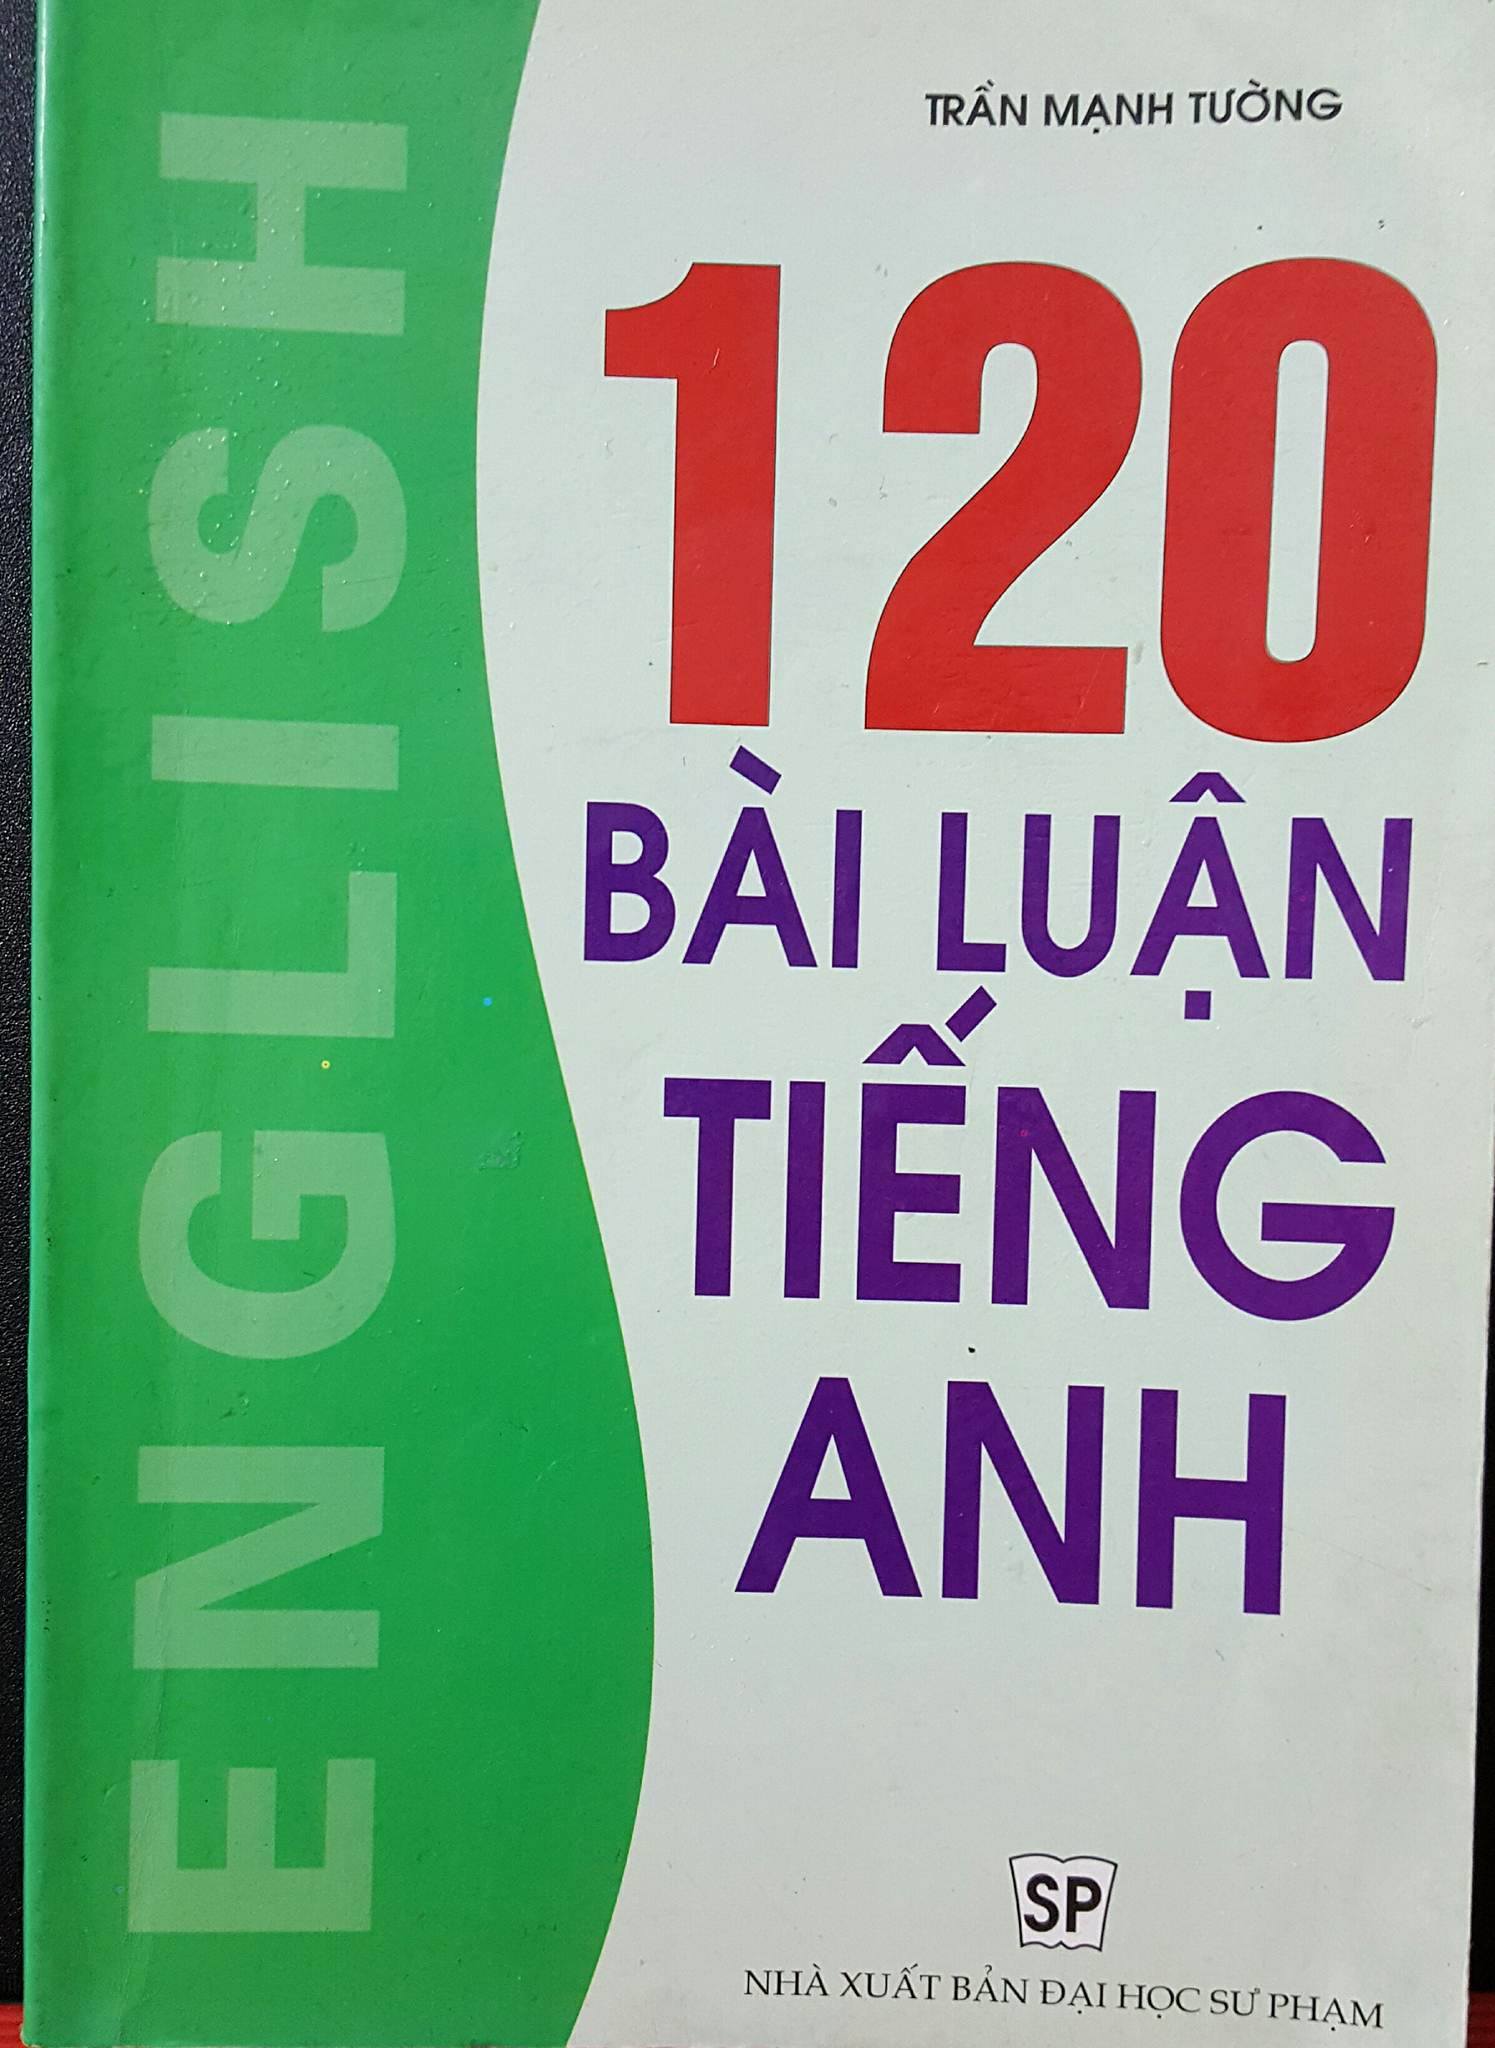 TRẦN MẠNH TƯỜNG
120
BÀI LUẬN
TIẾNG
ANH
ENGLISH
SP
NHÀ XUẤT BẢN ĐẠI HỌC SƯ PHẠM